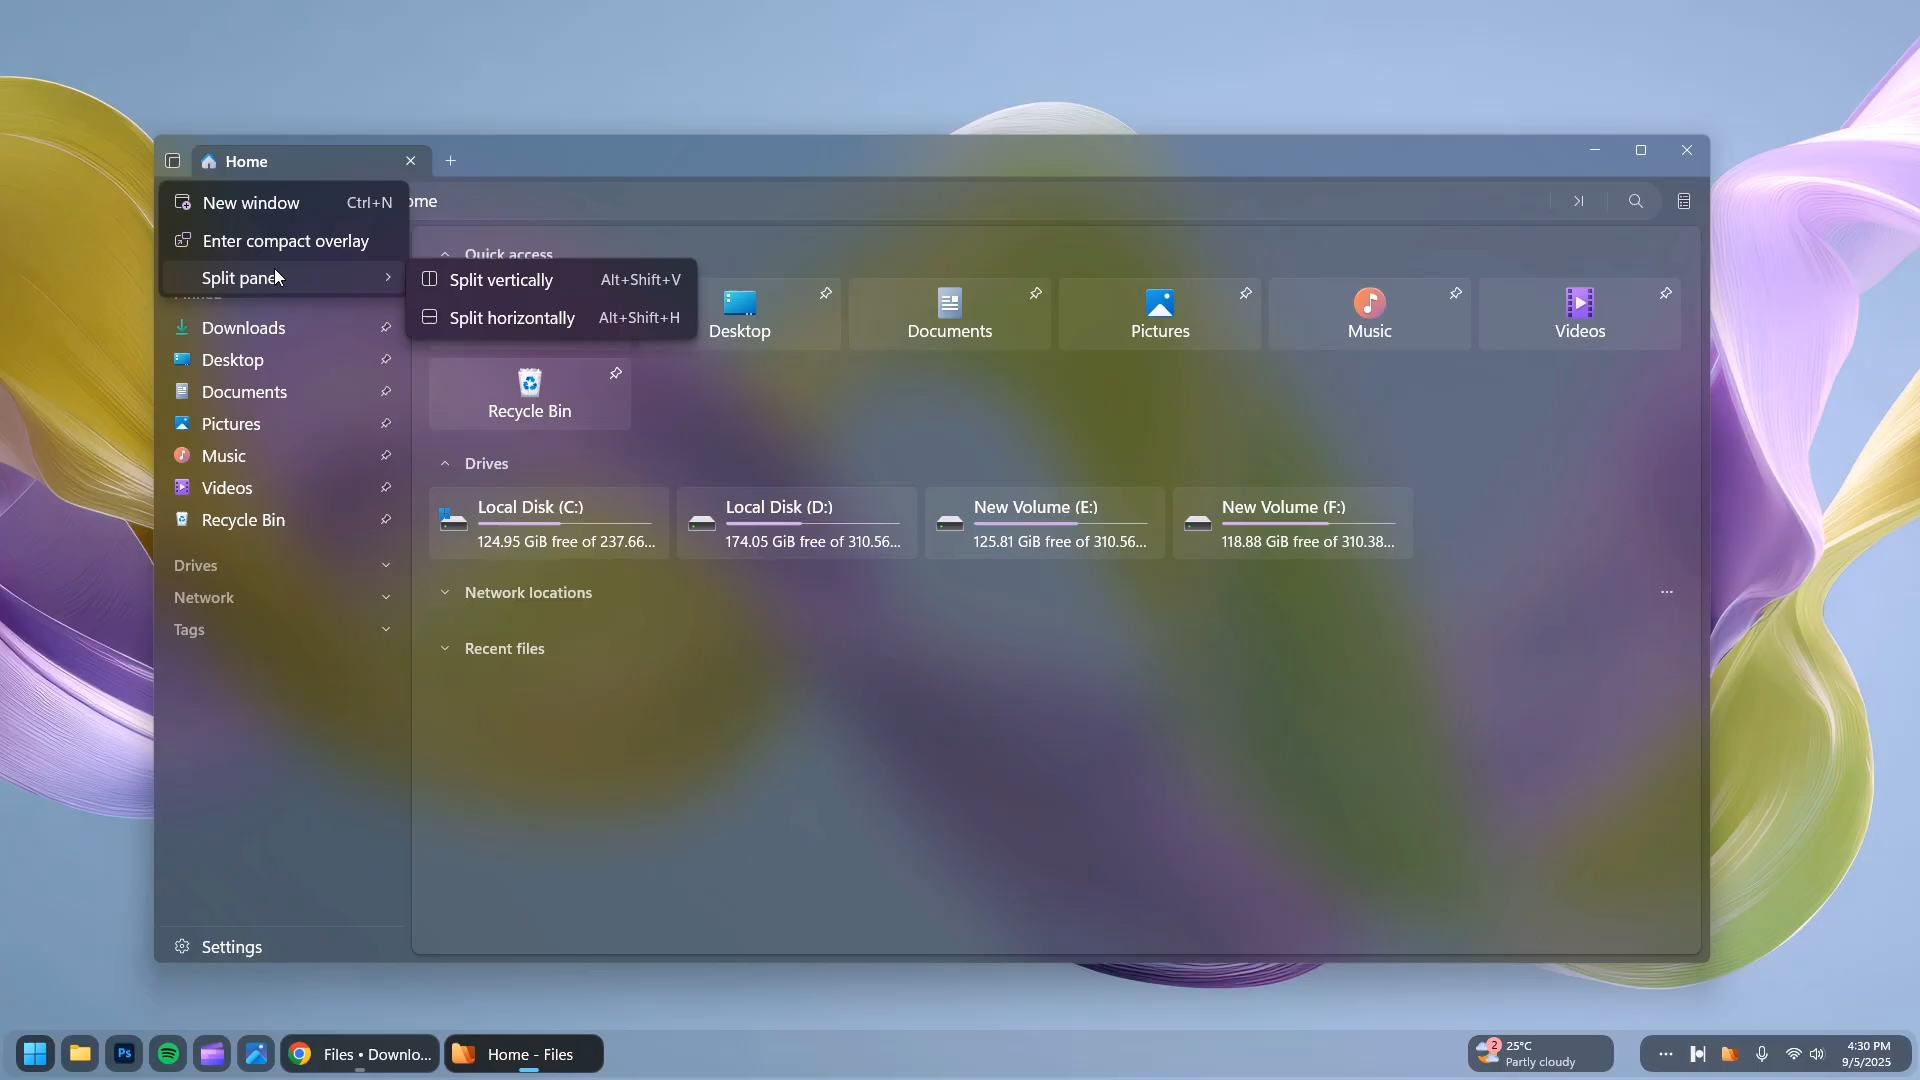 Home
New window Ctrl+N
ome
Enter compact overlay
Quick access
Split pane
Split vertically Alt+Shift+V
Split horizontally Alt+Shift+H
Desktop
Documents
Pictures
Music
Videos
Downloads
Desktop
Documents
Pictures
Music
Videos
Recycle Bin
Drives
Network
Tags
Settings
Recycle Bin
Drives
Local Disk (C:)
124.95 GiB free of 237.66...
Local Disk (D:)
174.05 GiB free of 310.56...
New Volume (E:)
125.81 GiB free of 310.56...
New Volume (F:)
118.88 GiB free of 310.38...
Network locations
Recent files
Ps
Files • Downlo...
Home - Files
2
25°C
Partly cloudy
4:30 PM
9/5/2025